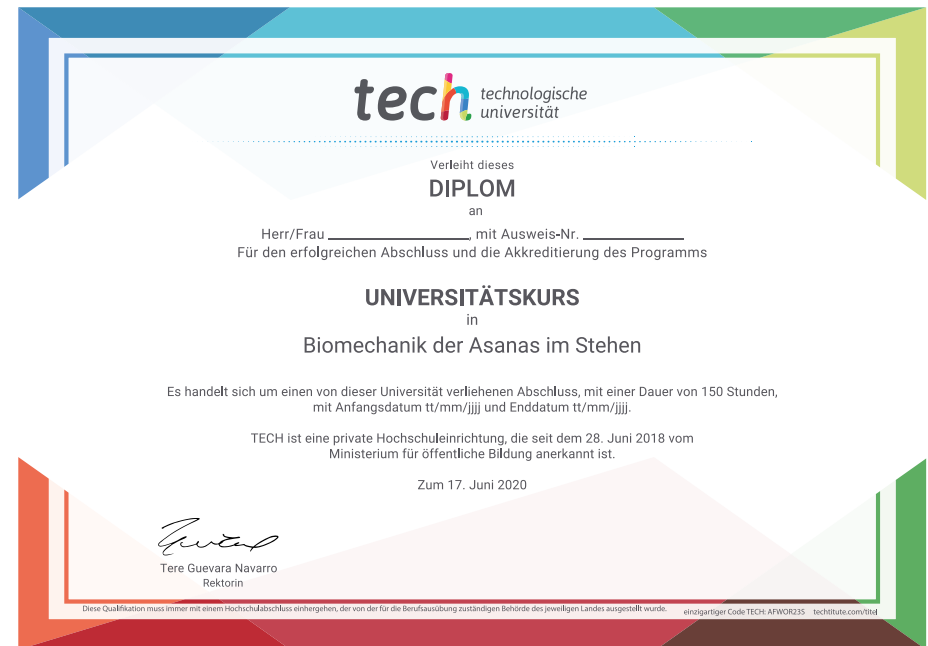 tech technologische
universität
Verleiht dieses
DIPLOM
an
Herr/Frau ____________________, mit Ausweis-Nr. ______________
Für den erfolgreichen Abschluss und die Akkreditierung des Programms
UNIVERSITÄTSKURS
in
Biomechanik der Asanas im Stehen
Es handelt sich um einen von dieser Universität verliehenen Abschluss, mit einer Dauer von 150 Stunden,
mit Anfangsdatum tt/mm/jjjj und Enddatum tt/mm/jjjj.
TECH ist eine private Hochschuleinrichtung, die seit dem 28. Juni 2018 vom
Ministerium für öffentliche Bildung anerkannt ist.
Zum 17. Juni 2020
Tere Guevara Navarro
Rektorin
Diese Qualifikation muss immer mit einem Hochschulabschluss einhergehen, der von der für die Berufsausübung zuständigen Behörde des jeweiligen Landes ausgestellt wurde. einzigartiger Code TECH: AFWOR23S techtitute.com/titel